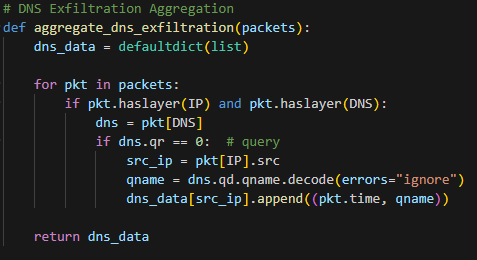 # DNS Exfiltration Aggregation
def aggregate_dns_exfiltration(packets):
    dns_data = defaultdict(list)

    for pkt in packets:
        if pkt.haslayer(IP) and pkt.haslayer(DNS):
            dns = pkt[DNS]
            if dns.qr == 0:  # query
                src_ip = pkt[IP].src
                qname = dns.qd.qname.decode(errors="ignore")
                dns_data[src_ip].append((pkt.time, qname))

    return dns_data